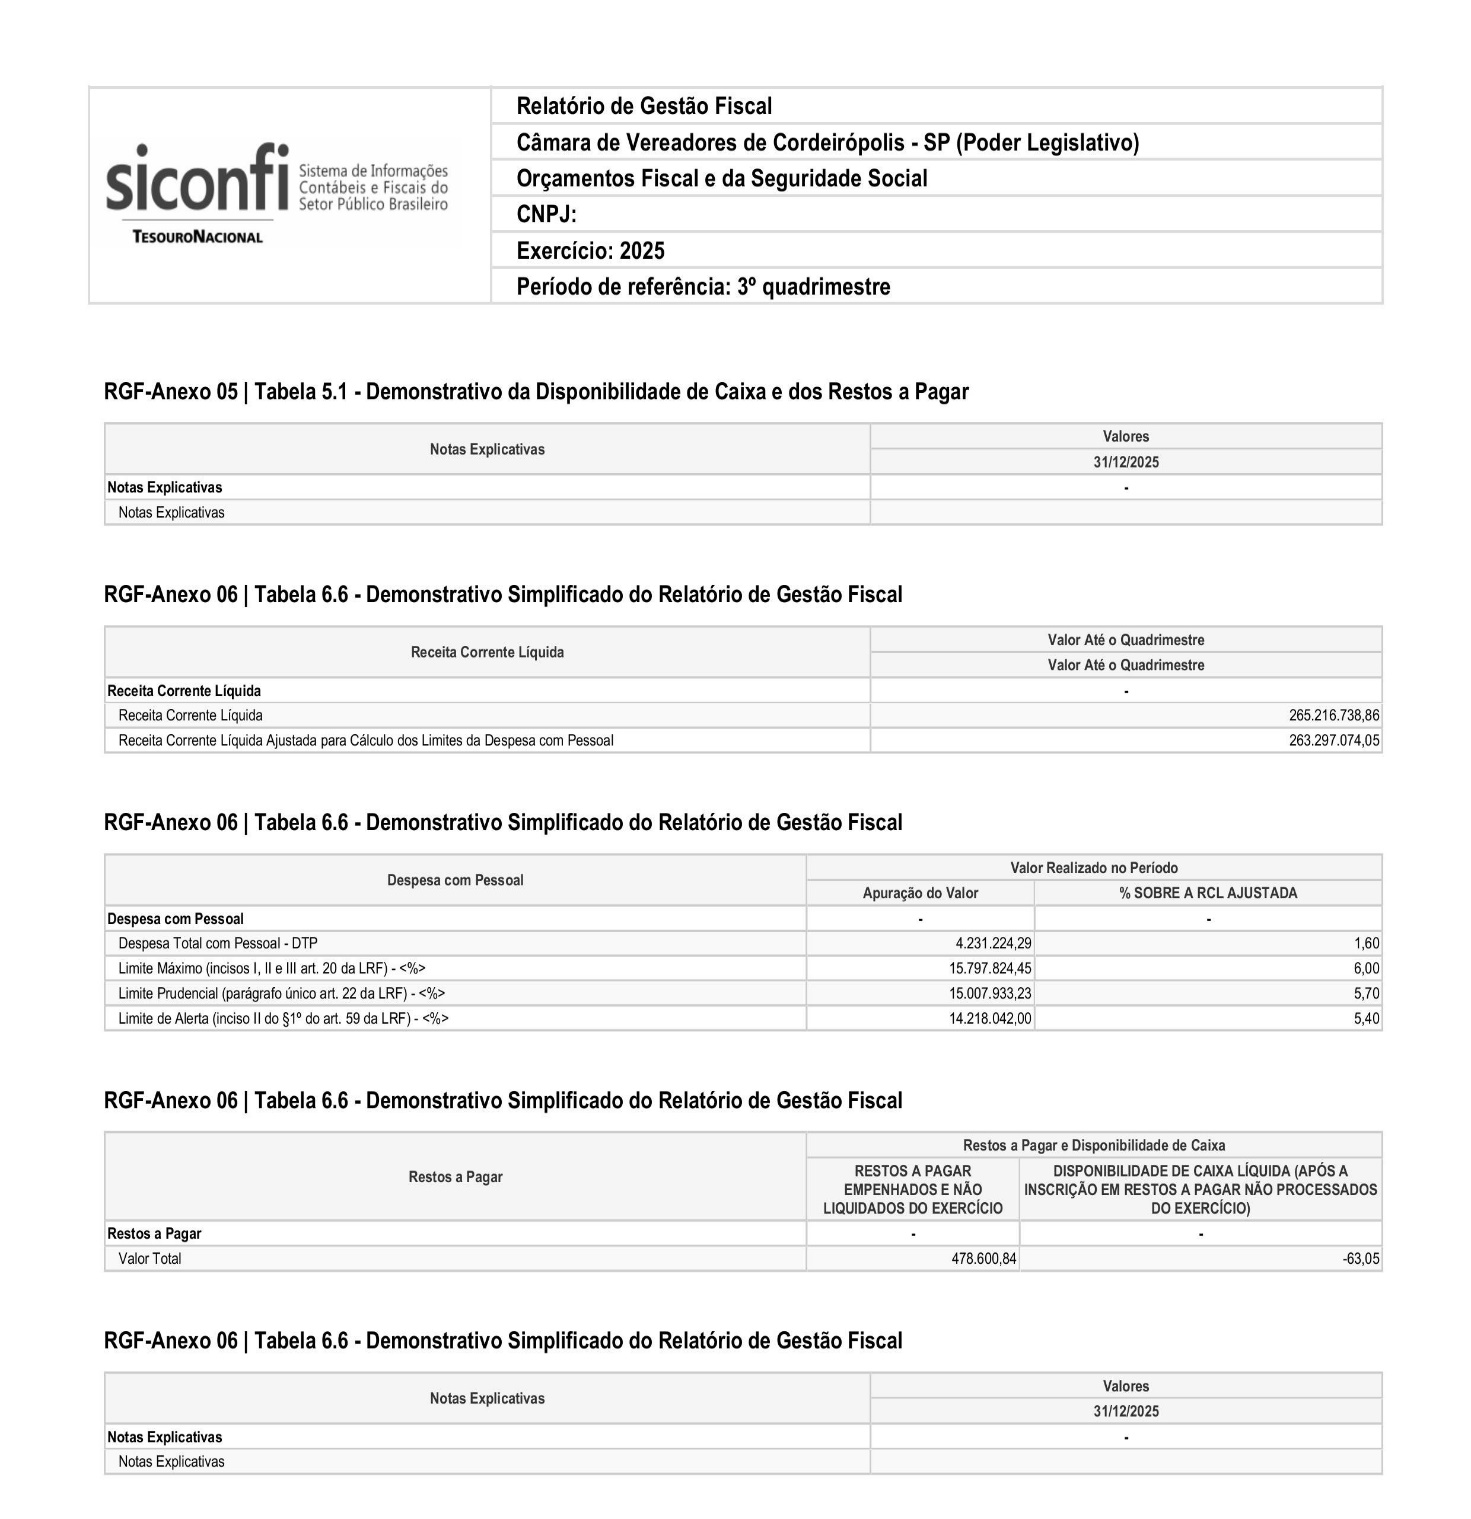 siconfi
Sistema de Informações
Contábeis e Fiscais do
Setor Público Brasileiro
TESOURONACIONAL
Relatório de Gestão Fiscal
Câmara de Vereadores de Cordeirópolis - SP (Poder Legislativo)
Orçamentos Fiscal e da Seguridade Social
CNPJ:
Exercício: 2025
Período de referência: 3º quadrimestre
RGF-Anexo 05 | Tabela 5.1 - Demonstrativo da Disponibilidade de Caixa e dos Restos a Pagar
Notas Explicativas
Valores
31/12/2025
Notas Explicativas -
Notas Explicativas
RGF-Anexo 06 | Tabela 6.6 - Demonstrativo Simplificado do Relatório de Gestão Fiscal
Receita Corrente Líquida
Valor Até o Quadrimestre
Valor Até o Quadrimestre
Receita Corrente Líquida -
Receita Corrente Líquida 265.216.738,86
Receita Corrente Líquida Ajustada para Cálculo dos Limites da Despesa com Pessoal 263.297.074,05
RGF-Anexo 06 | Tabela 6.6 - Demonstrativo Simplificado do Relatório de Gestão Fiscal
Despesa com Pessoal
Valor Realizado no Período
Apuração do Valor % SOBRE A RCL AJUSTADA
Despesa com Pessoal - -
Despesa Total com Pessoal - DTP 4.231.224,29 1,60
Limite Máximo (incisos I, II e III art. 20 da LRF) - <%> 15.797.824,45 6,00
Limite Prudencial (parágrafo único art. 22 da LRF) - <%> 15.007.933,23 5,70
Limite de Alerta (inciso II do §1º do art. 59 da LRF) - <%> 14.218.042,00 5,40
RGF-Anexo 06 | Tabela 6.6 - Demonstrativo Simplificado do Relatório de Gestão Fiscal
Restos a Pagar
Restos a Pagar e Disponibilidade de Caixa
RESTOS A PAGAR
EMPENHADOS E NÃO
LIQUIDADOS DO EXERCÍCIO
DISPONIBILIDADE DE CAIXA LÍQUIDA (APÓS A
INSCRIÇÃO EM RESTOS A PAGAR NÃO PROCESSADOS
DO EXERCÍCIO)
Restos a Pagar - -
Valor Total 478.600,84 -63,05
RGF-Anexo 06 | Tabela 6.6 - Demonstrativo Simplificado do Relatório de Gestão Fiscal
Notas Explicativas
Valores
31/12/2025
Notas Explicativas -
Notas Explicativas